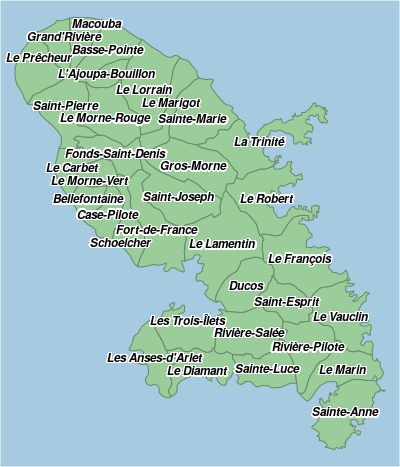 Macouba
Grand'Rivière
Basse-Pointe
Le Prêcheur
L'Ajoupa-Bouillon
Le Lorrain
Le Marigot
Saint-Pierre
Le Morne-Rouge
Sainte-Marie
La Trinité
Fonds-Saint-Denis
Gros-Morne
Le Carbet
Le Morne-Vert
Bellefontaine
Saint-Joseph
Le Robert
Case-Pilote
Fort-de-France
Schoelcher
Le Lamentin
Le François
Ducos
Saint-Esprit
Le Vauclin
Les Trois-Îlets
Rivière-Salée
Rivière-Pilote
Les Anses-d'Arlet
Le Diamant
Sainte-Luce
Le Marin
Sainte-Anne